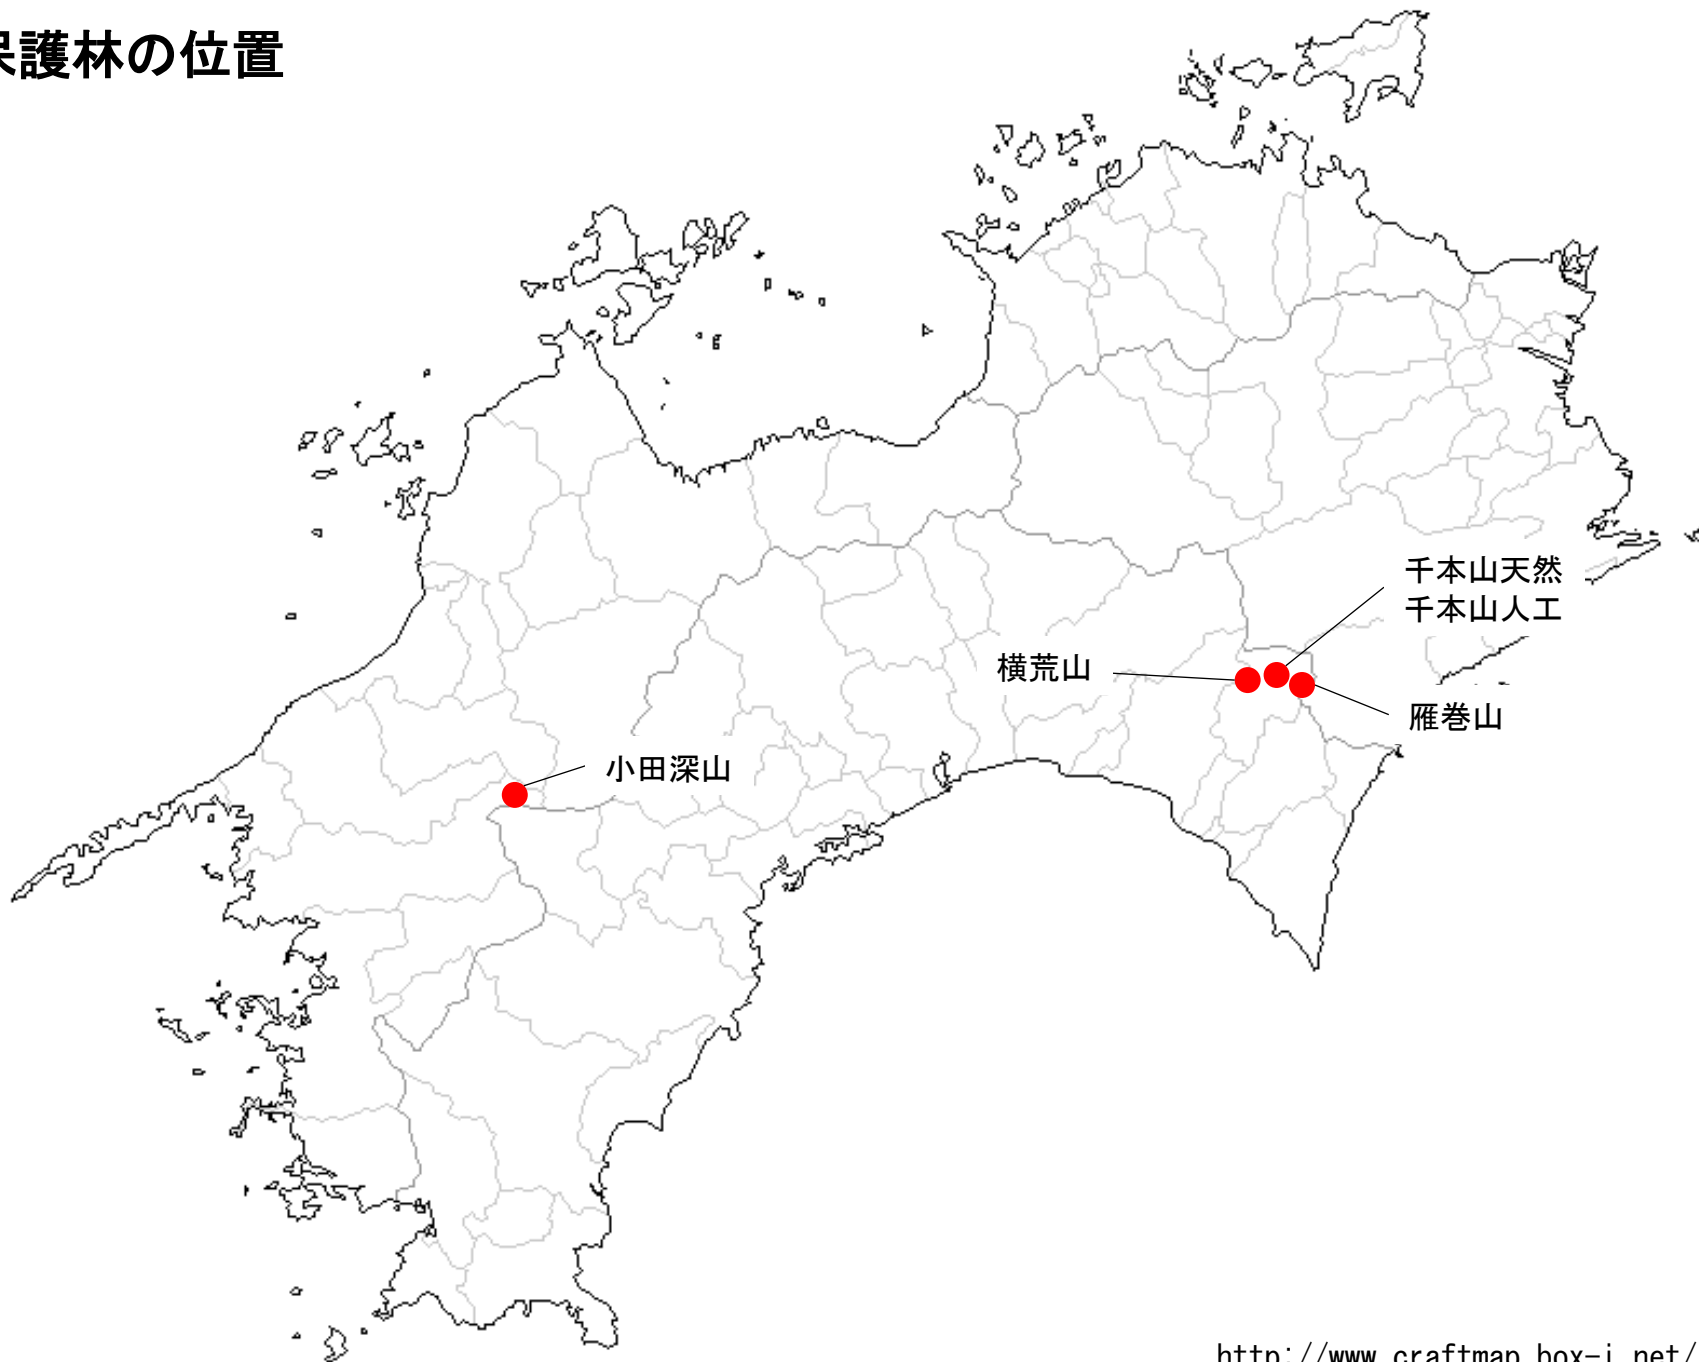 保護林の位置
千本山天然
千本山人工
横荒山
雁巻山
小田深山
http://www.craftmap.box-i.net/